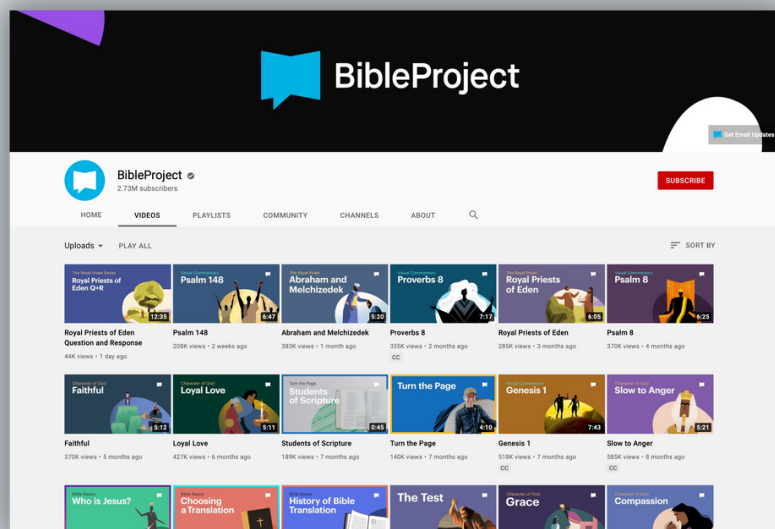 BibleProject
Get Email Updates
BibleProject
2.73M subscribers
SUBSCRIBE
HOME VIDEOS PLAYLISTS COMMUNITY CHANNELS ABOUT
Uploads PLAY ALL SORT BY
The Royal Priest Series
Royal Priests of
Eden Q+R
12:35
Royal Priests of Eden
Question and Response
44K views • 1 day ago
Visual Commentary
Psalm 148
6:47
Psalm 148
208K views • 2 weeks ago
The Royal Priest
Abraham and
Melchizedek
5:20
Abraham and Melchizedek
383K views • 1 month ago
Visual Commentary
Proverbs 8
7:17
Proverbs 8
335K views • 2 months ago
CC
The Royal Priest
Royal Priests
of Eden
6:05
Royal Priests of Eden
285K views • 3 months ago
Visual Commentary
Psalm 8
6:25
Psalm 8
370K views • 4 months ago
Character of God
Faithful
5:12
Faithful
370K views • 5 months ago
Character of God
Loyal Love
5:11
Loyal Love
427K views • 6 months ago
Turn the Page
Students
of Scripture
0:45
Students of Scripture
189K views • 7 months ago
Turn the Page
4:10
Turn the Page
140K views • 7 months ago
Visual Commentary
Genesis 1
7:43
Genesis 1
518K views • 7 months ago
CC
Character of God
Slow to Anger
5:21
Slow to Anger
585K views • 8 months ago
CC
Bible Basics
Who is Jesus?
Bible Basics
Choosing
a Translation
Bible Basics
History of Bible
Translation
The Test
Character of God
Grace
Character of God
Compassion